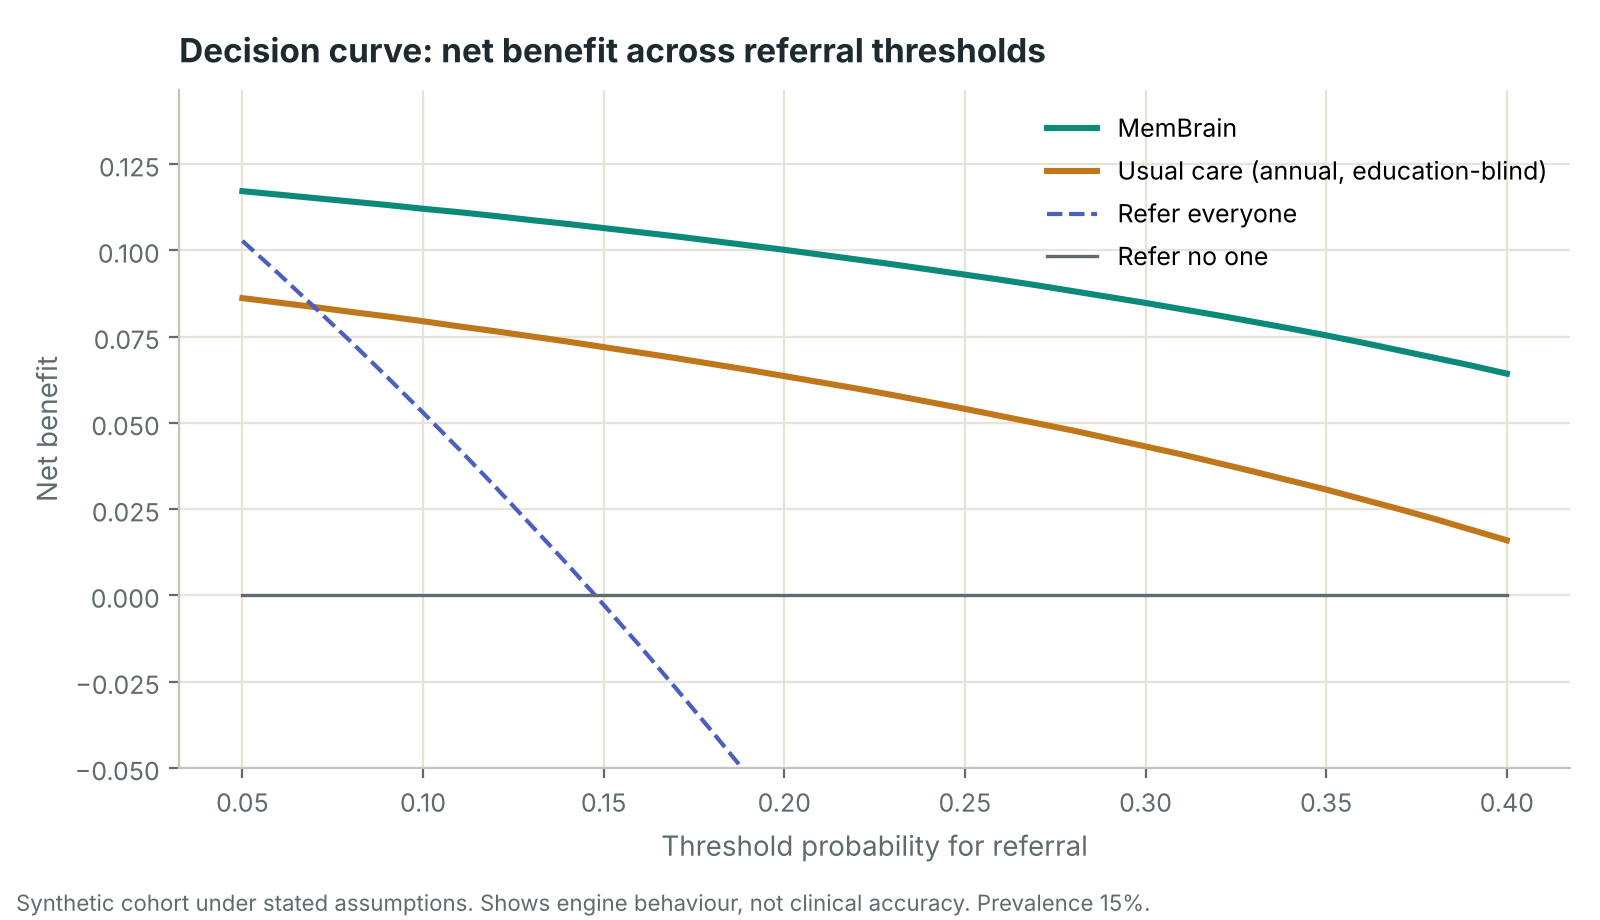 Decision curve: net benefit across referral thresholds
MemBrain
Usual care (annual, education-blind)
Refer everyone
Refer no one
0.125
0.100
0.075
0.050
0.025
0.000
−0.025
−0.050
Net benefit
0.05 0.10 0.15 0.20 0.25 0.30 0.35 0.40
Threshold probability for referral
Synthetic cohort under stated assumptions. Shows engine behaviour, not clinical accuracy. Prevalence 15%.